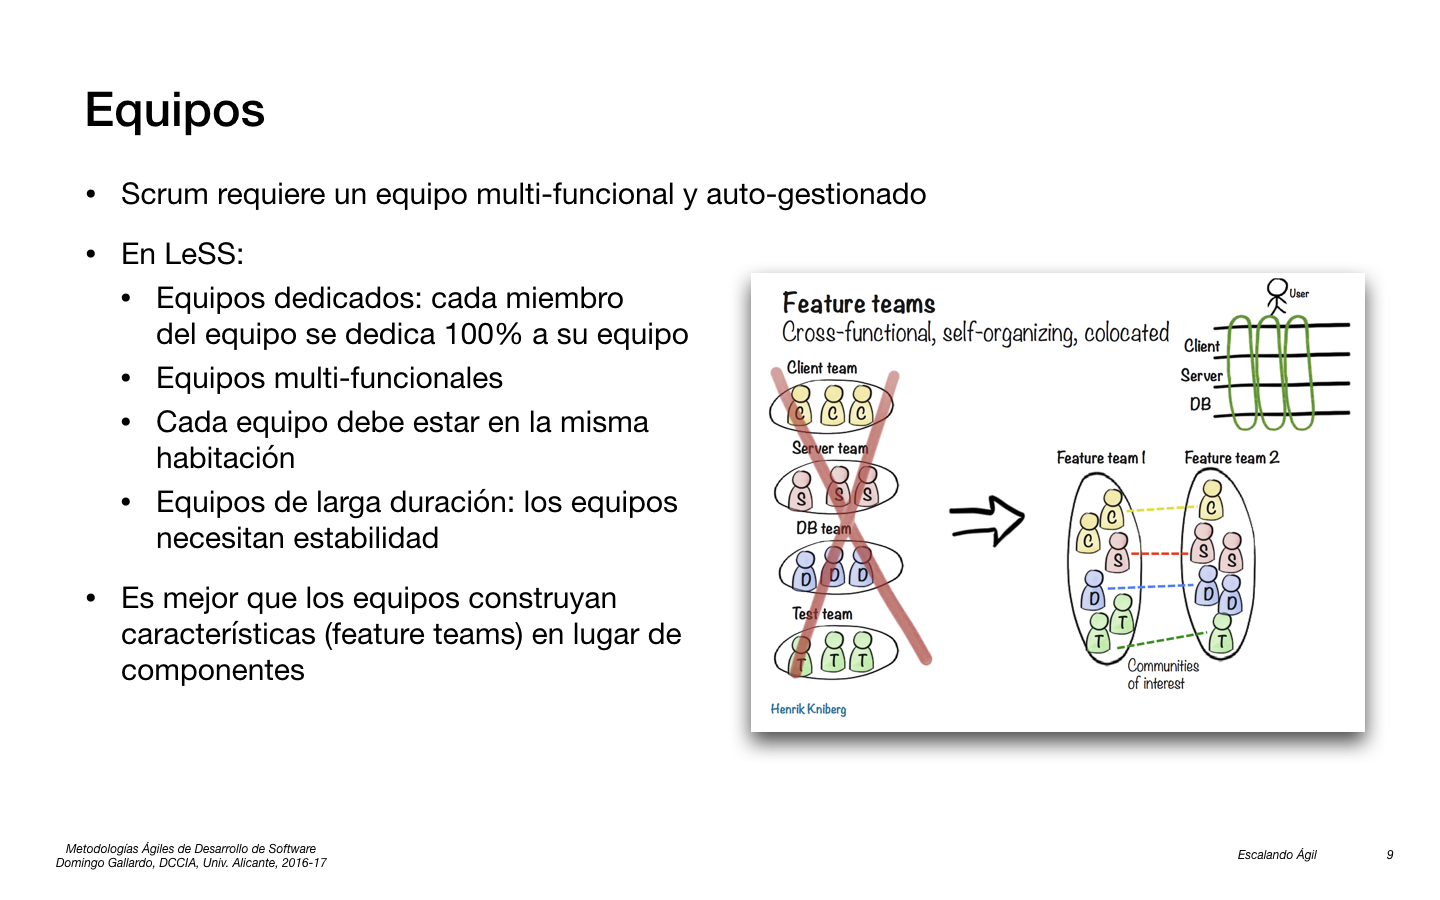 Equipos
• Scrum requiere un equipo multi-funcional y auto-gestionado
• En LeSS:
• Equipos dedicados: cada miembro
del equipo se dedica 100% a su equipo
• Equipos multi-funcionales
• Cada equipo debe estar en la misma
habitación
• Equipos de larga duración: los equipos
necesitan estabilidad
• Es mejor que los equipos construyan
características (feature teams) en lugar de
componentes
Feature teams
Cross-functional, self-organizing, colocated
User
Client
Server
DB
Client team
C C C
Server team
S S S
DB team
D D D
Test team
T T T
Feature team 1
C
C
S
D
T
T
Feature team 2
C
S
S
D
D
T
Communities
of interest
Henrik Kniberg
Metodologías Ágiles de Desarrollo de Software
Domingo Gallardo, DCCIA, Univ. Alicante, 2016-17
Escalando Ágil
9